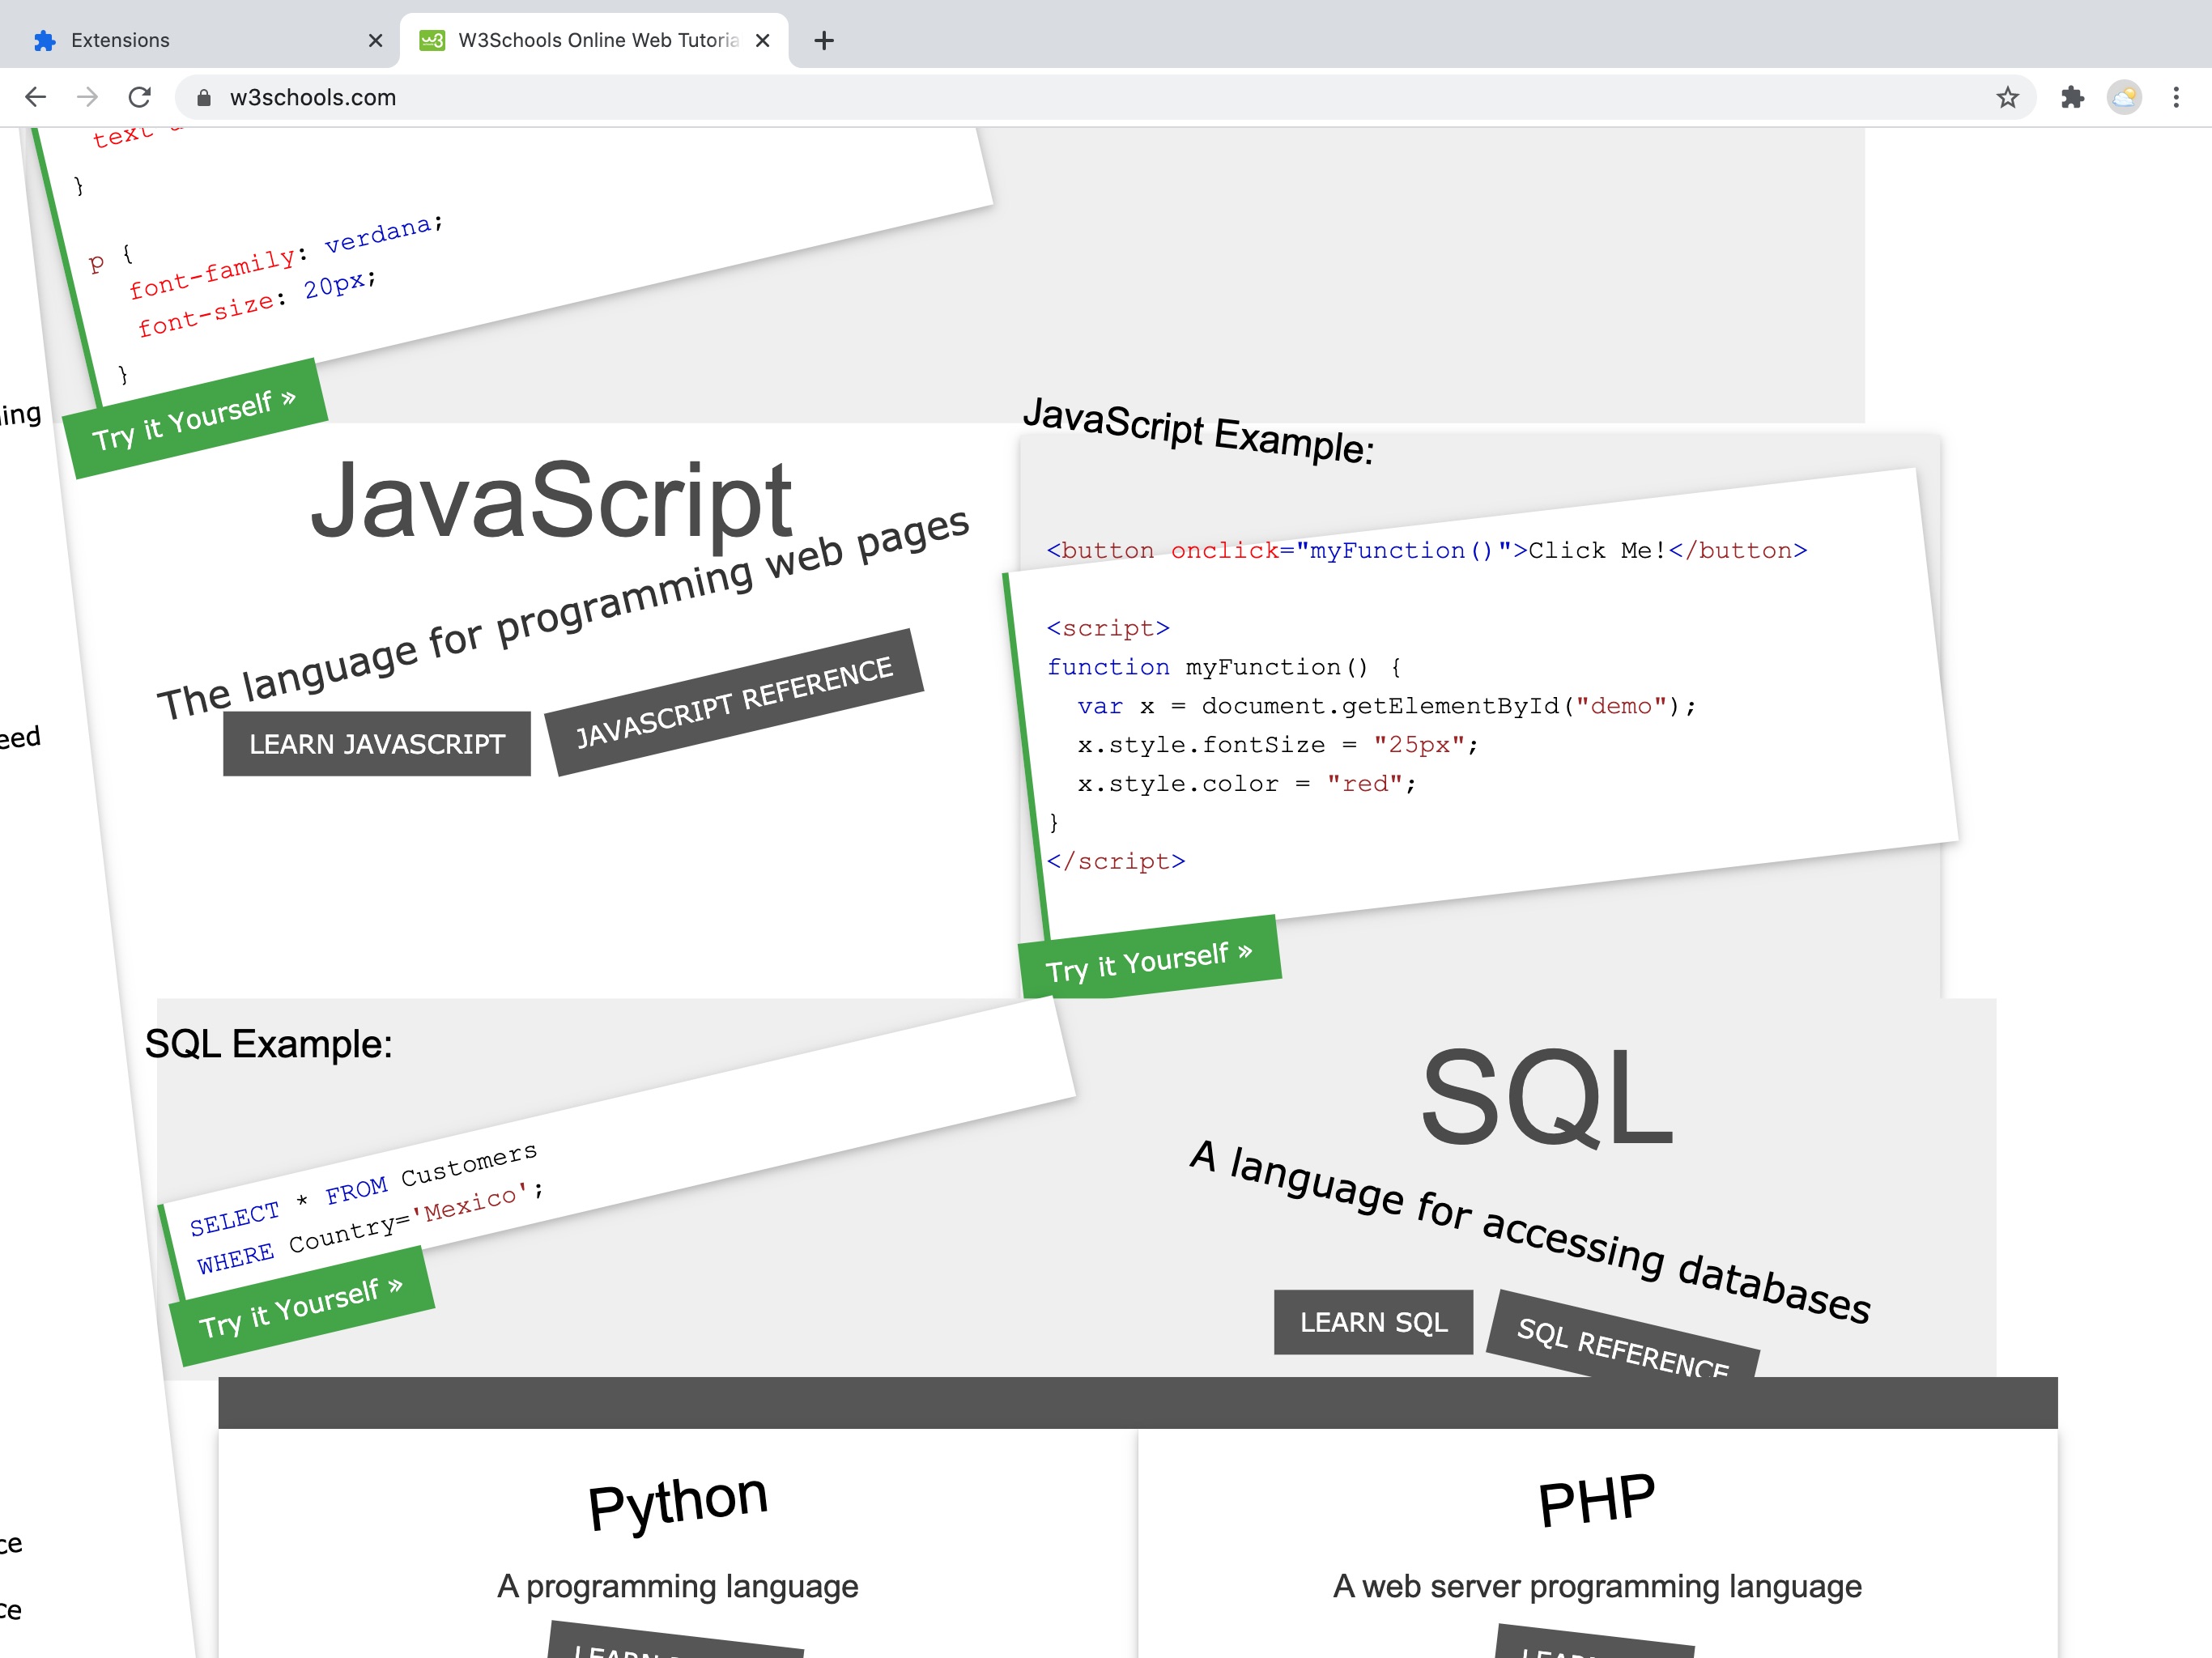 Extensions
W3Schools Online Web Tutoria
w3schools.com
text
}
p {
font-family: verdana;
font-size: 20px;
}
Try it Yourself »
ing
eed
JavaScript
The language for programming web pages
LEARN JAVASCRIPT
JAVASCRIPT REFERENCE
JavaScript Example:
<button onclick="myFunction()">Click Me!</button>
<script>
function myFunction() {
var x = document.getElementById("demo");
x.style.fontSize = "25px";
x.style.color = "red";
}
</script>
Try it Yourself »
SQL Example:
SELECT * FROM Customers
WHERE Country='Mexico';
Try it Yourself »
SQL
A language for accessing databases
LEARN SQL
SQL REFERENCE
ce
ce
Python
A programming language
PHP
A web server programming language